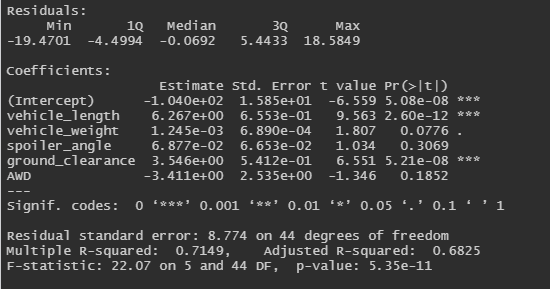 Residuals:
     Min       1Q   Median       3Q      Max
-19.4701  -4.4994  -0.0692   5.4433  18.5849
Coefficients:
                   Estimate Std. Error t value Pr(>|t|)
(Intercept)      -1.040e+02  1.585e+01  -6.559 5.08e-08 ***
vehicle_length    6.267e+00  6.553e-01   9.563 2.60e-12 ***
vehicle_weight    1.245e-03  6.890e-04   1.807   0.0776 .
spoiler_angle     6.877e-02  6.653e-02   1.034   0.3069
ground_clearance  3.546e+00  5.412e-01   6.551 5.21e-08 ***
AWD              -3.411e+00  2.535e+00  -1.346   0.1852
---
Signif. codes:  0 ‘***’ 0.001 ‘**’ 0.01 ‘*’ 0.05 ‘.’ 0.1 ‘ ’ 1
Residual standard error: 8.774 on 44 degrees of freedom
Multiple R-squared:  0.7149,	Adjusted R-squared:  0.6825
F-statistic: 22.07 on 5 and 44 DF,  p-value: 5.35e-11